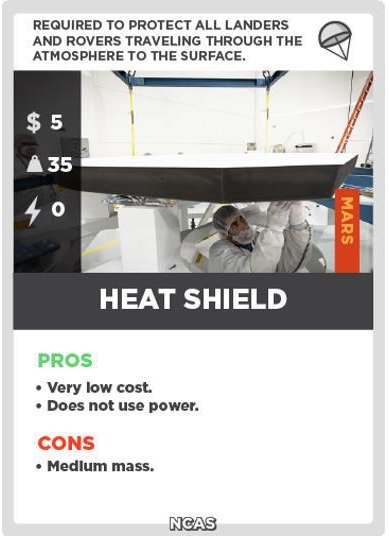 REQUIRED TO PROTECT ALL LANDERS
AND ROVERS TRAVELING THROUGH THE
ATMOSPHERE TO THE SURFACE.
$ 5
35
0
MARS
HEAT SHIELD
PROS
• Very low cost.
• Does not use power.
CONS
• Medium mass.
NCAS